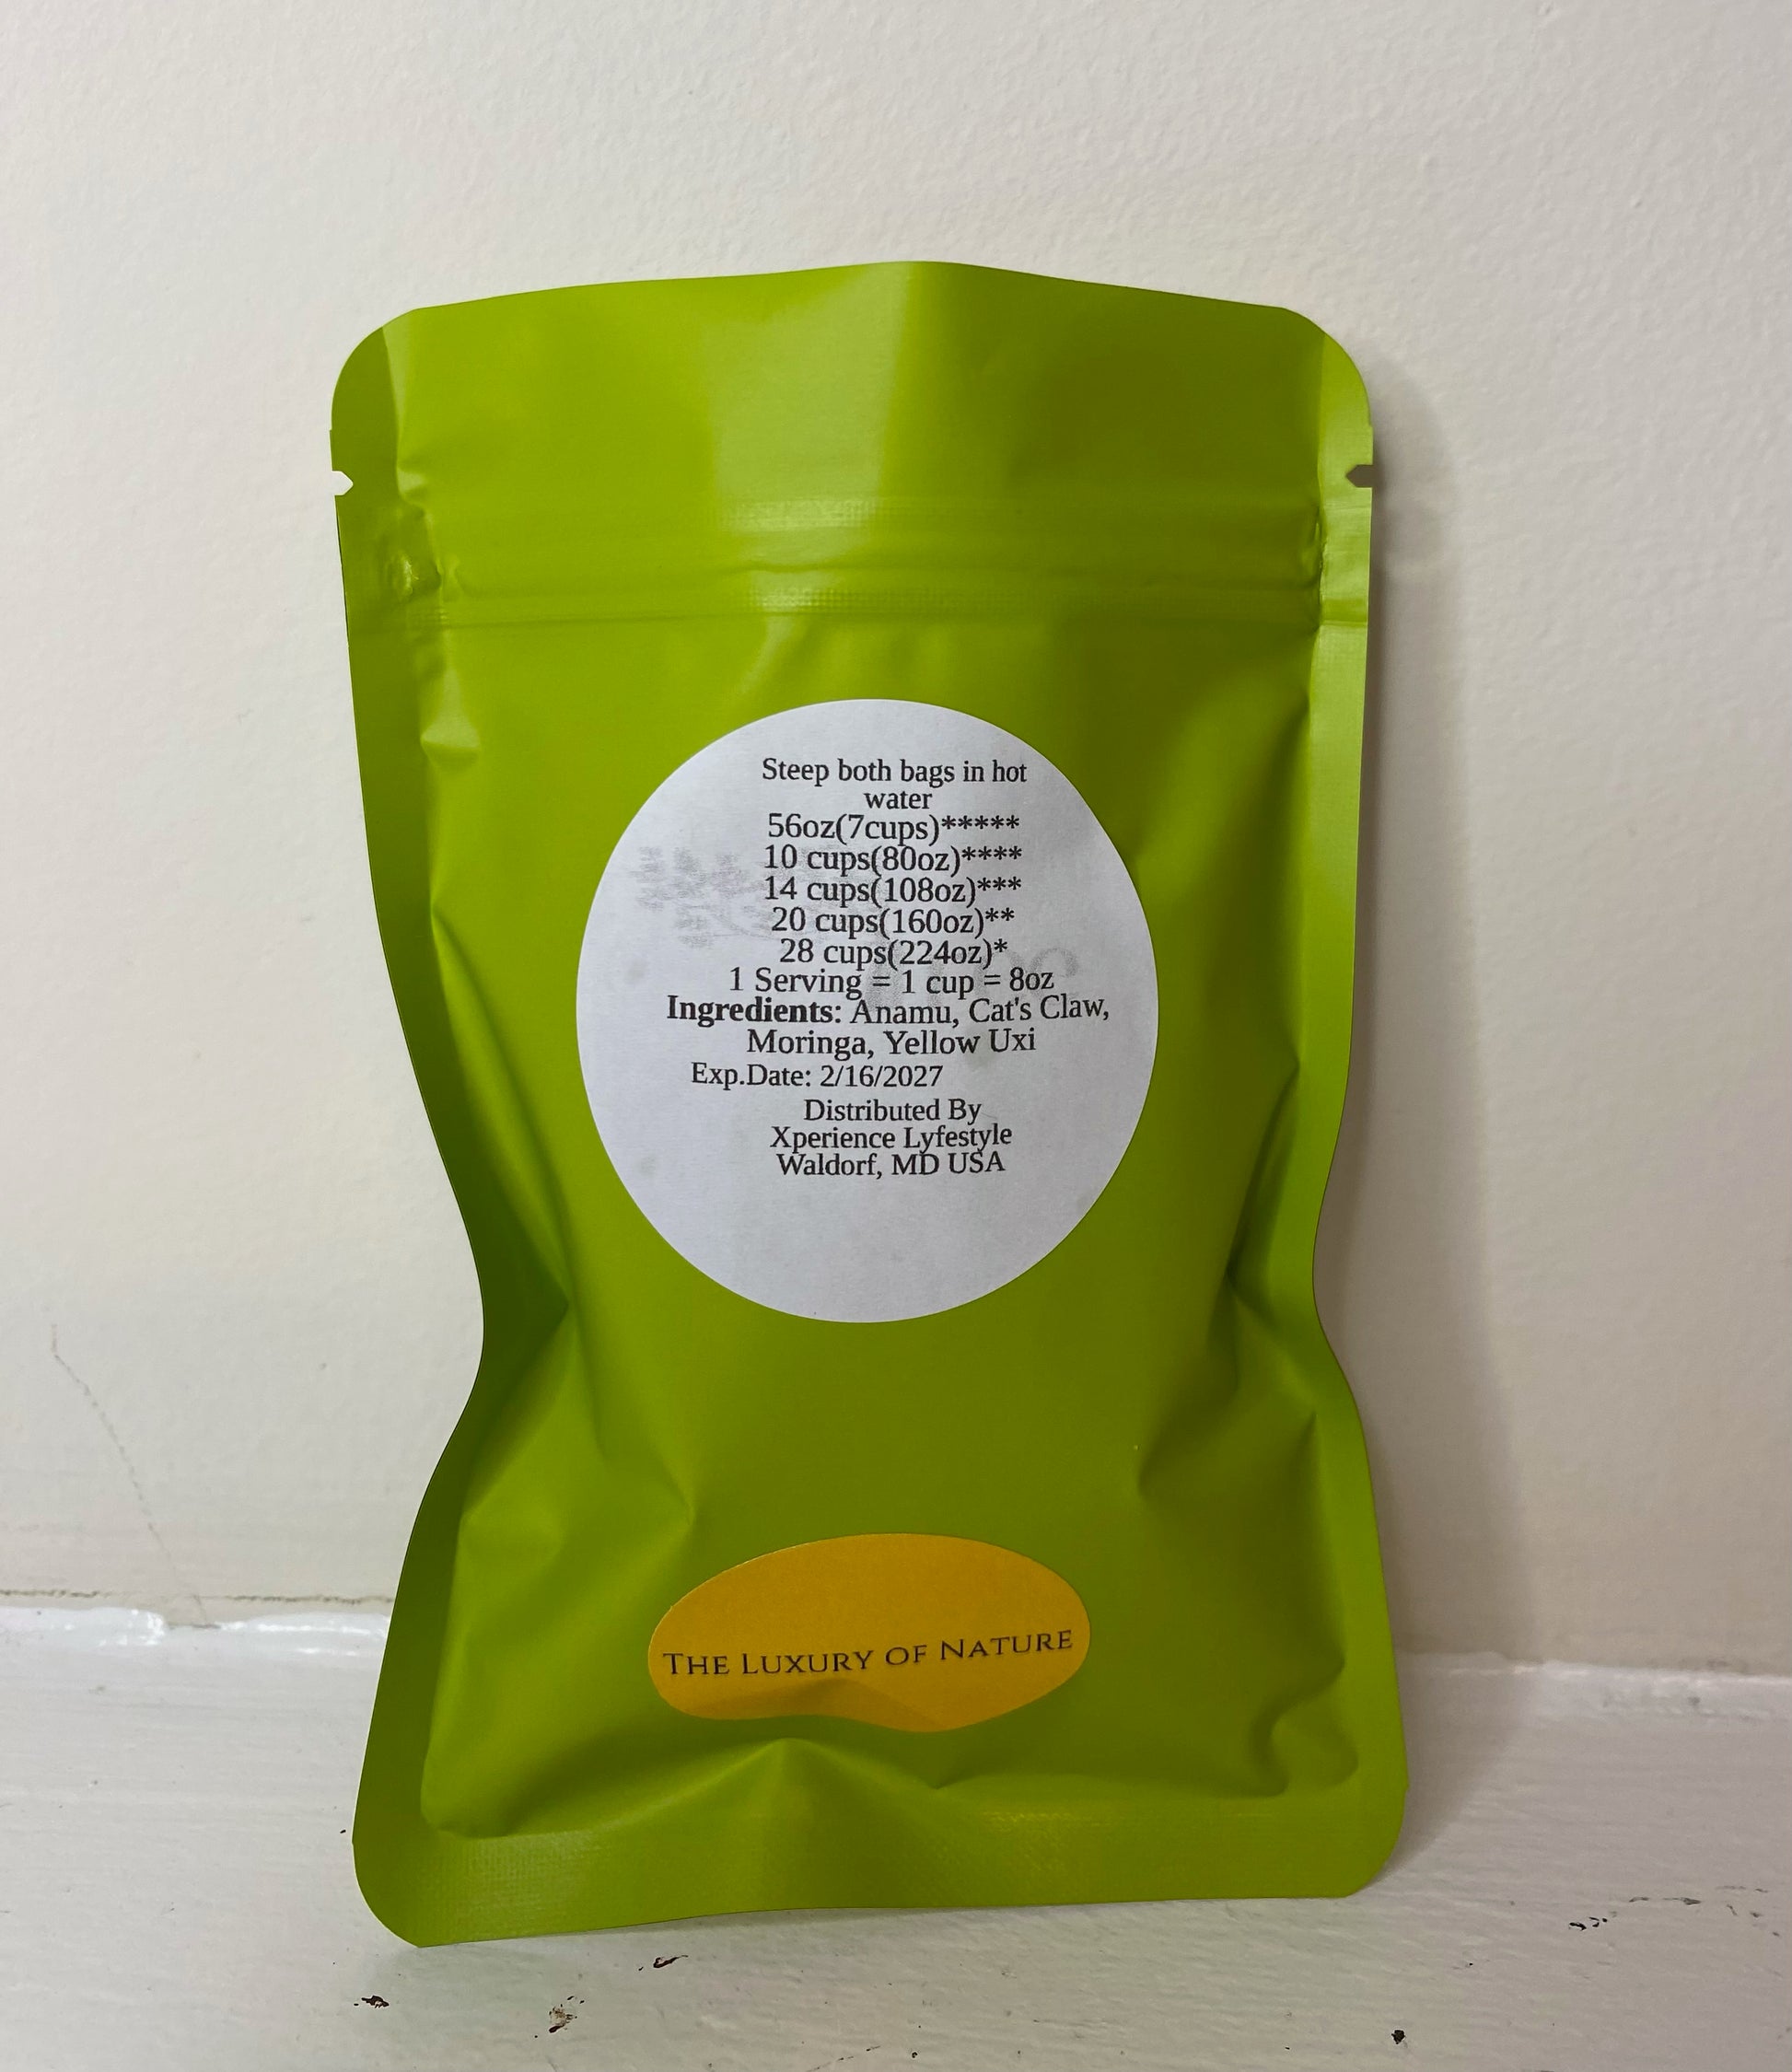 Steep both bags in hot
water
56oz(7cups)*****
10 cups(80oz)****
14 cups(108oz)***
20 cups(160oz)**
28 cups(224oz)*
1 Serving = 1 cup = 8oz
Ingredients: Anamu, Cat's Claw,
Moringa, Yellow Uxi
Exp.Date: 2/16/2027
Distributed By
Xperience Lyfestyle
Waldorf, MD USA
THE LUXURY OF NATURE